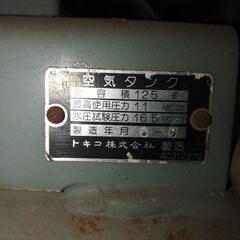 空気タンク
内容積 125 ℓ
最高使用圧力 11 kgf/cm
水圧試験圧力 16.5 kgf/cm
製造年月
トキコ株式会社 製造